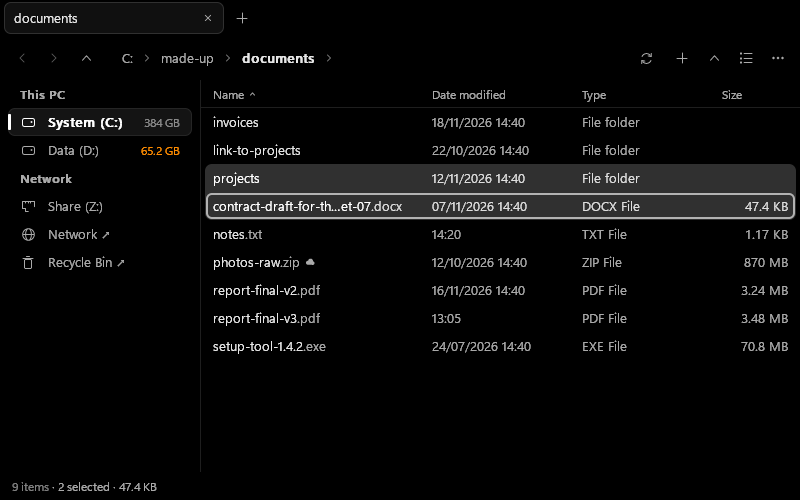 documents
C: made-up documents
This PC
System (C:) 384 GB
Data (D:) 65.2 GB
Network
Share (Z:)
Network
Recycle Bin
Name Date modified Type Size
invoices 18/11/2026 14:40 File folder
link-to-projects 22/10/2026 14:40 File folder
projects 12/11/2026 14:40 File folder
contract-draft-for-th...et-07.docx 07/11/2026 14:40 DOCX File 47.4 KB
notes.txt 14:20 TXT File 1.17 KB
photos-raw.zip 12/10/2026 14:40 ZIP File 870 MB
report-final-v2.pdf 16/11/2026 14:40 PDF File 3.24 MB
report-final-v3.pdf 13:05 PDF File 3.48 MB
setup-tool-1.4.2.exe 24/07/2026 14:40 EXE File 70.8 MB
9 items · 2 selected · 47.4 KB